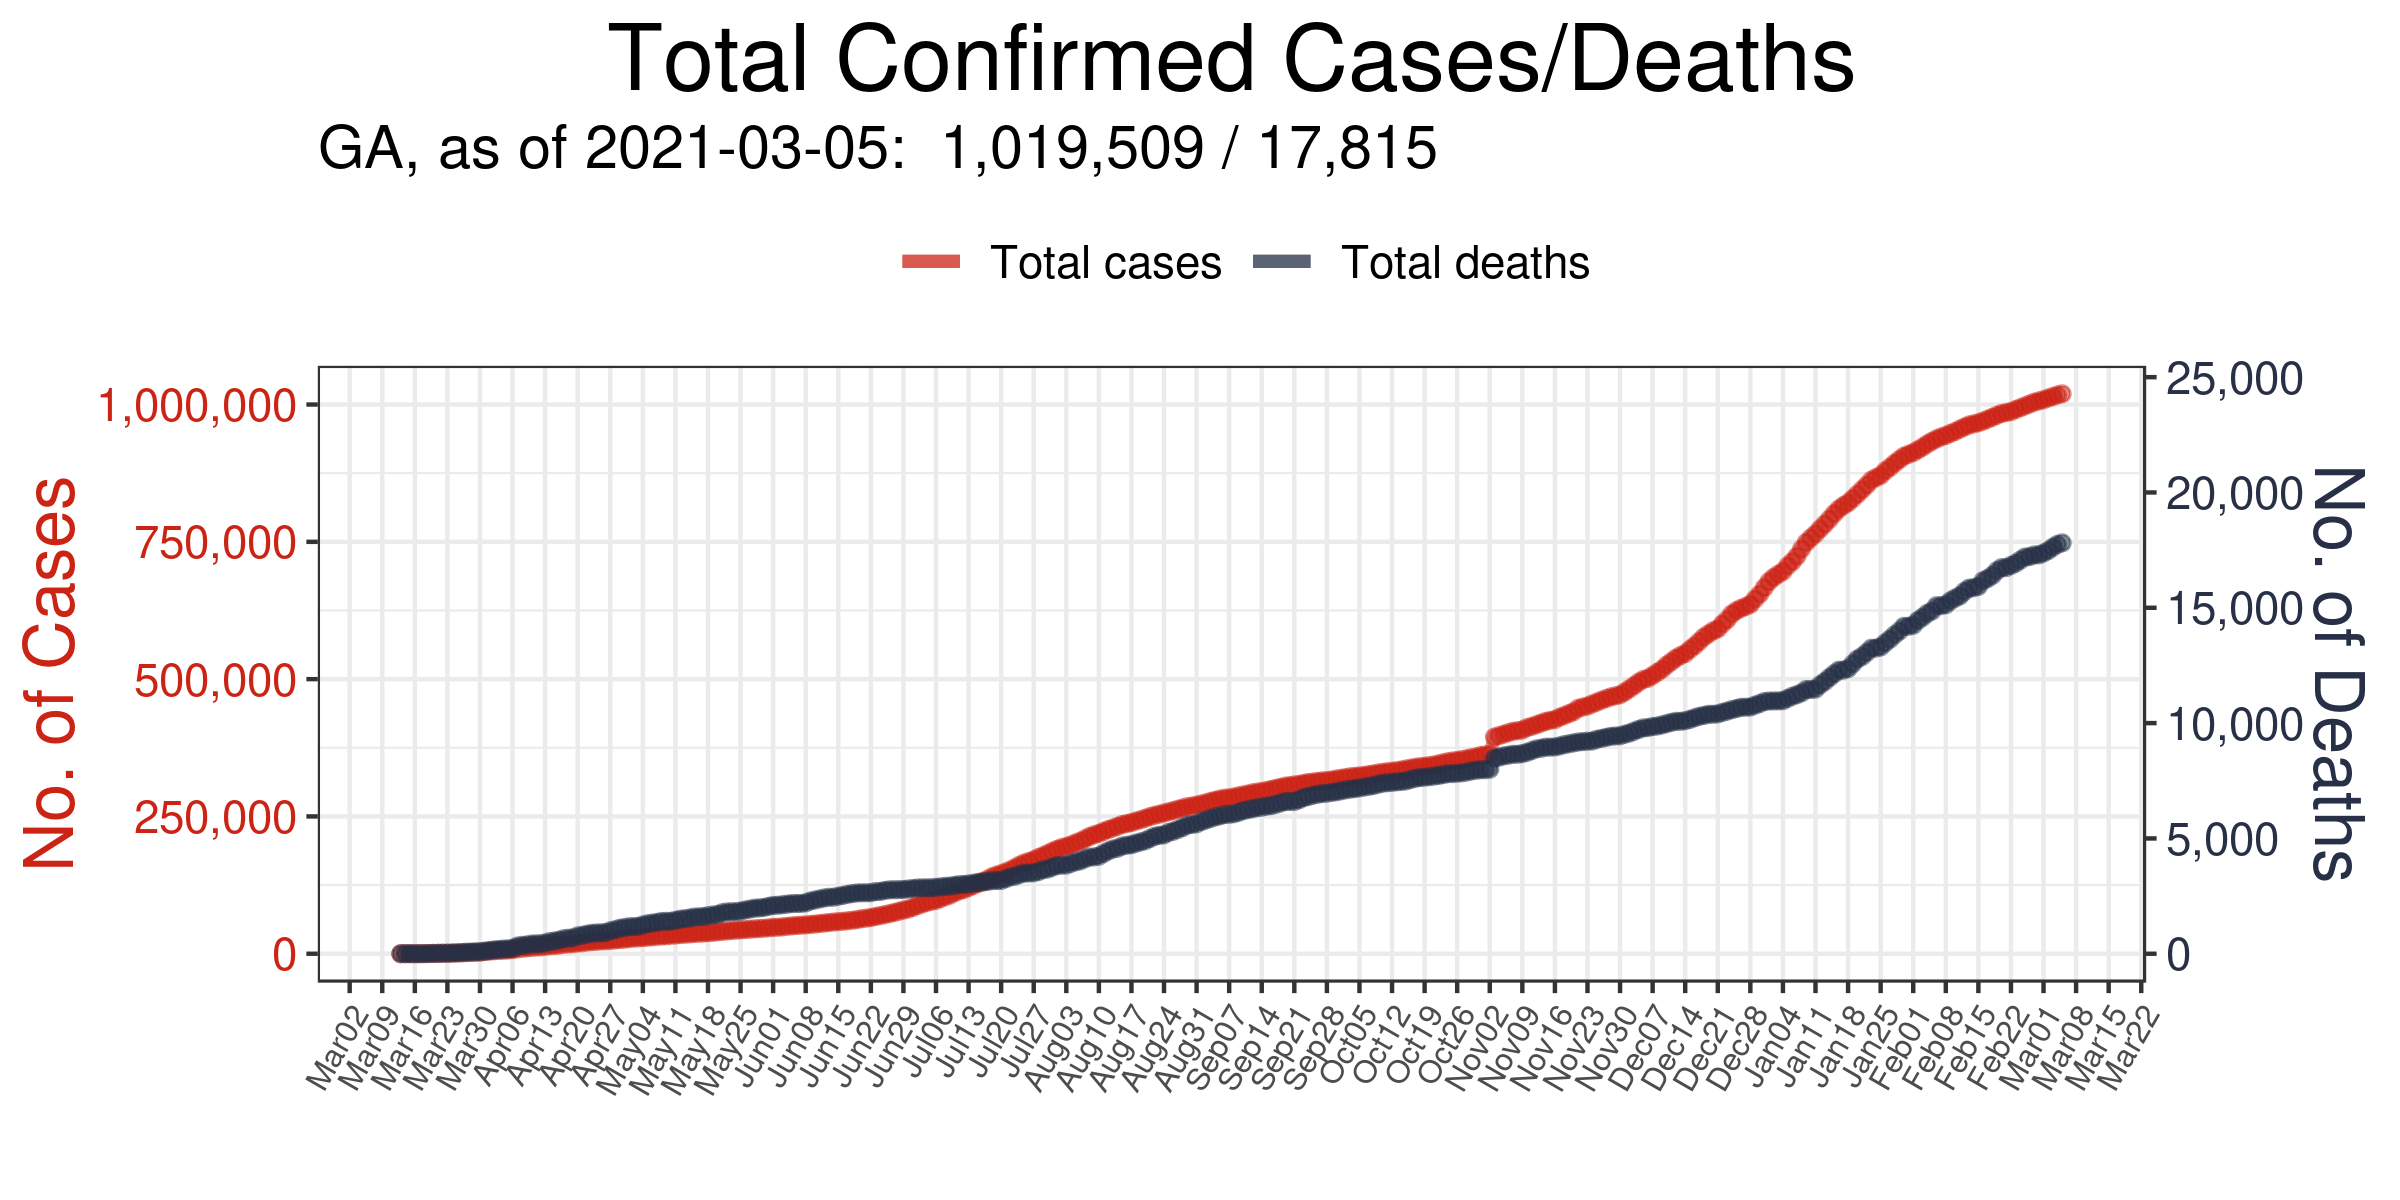 Total Confirmed Cases/Deaths
GA, as of 2021-03-05:  1,019,509 / 17,815
Total cases Total deaths
No. of Cases
1,000,000
750,000
500,000
250,000
0
25,000
20,000
15,000
10,000
5,000
0
No. of Deaths
Mar02 Mar09 Mar16 Mar23 Mar30 Apr06 Apr13 Apr20 Apr27 May04 May11 May18 May25 Jun01 Jun08 Jun15 Jun22 Jun29 Jul06 Jul13 Jul20 Jul27 Aug03 Aug10 Aug17 Aug24 Aug31 Sep07 Sep14 Sep21 Sep28 Oct05 Oct12 Oct19 Oct26 Nov02 Nov09 Nov16 Nov23 Nov30 Dec07 Dec14 Dec21 Dec28 Jan04 Jan11 Jan18 Jan25 Feb01 Feb08 Feb15 Feb22 Mar01 Mar08 Mar15 Mar22